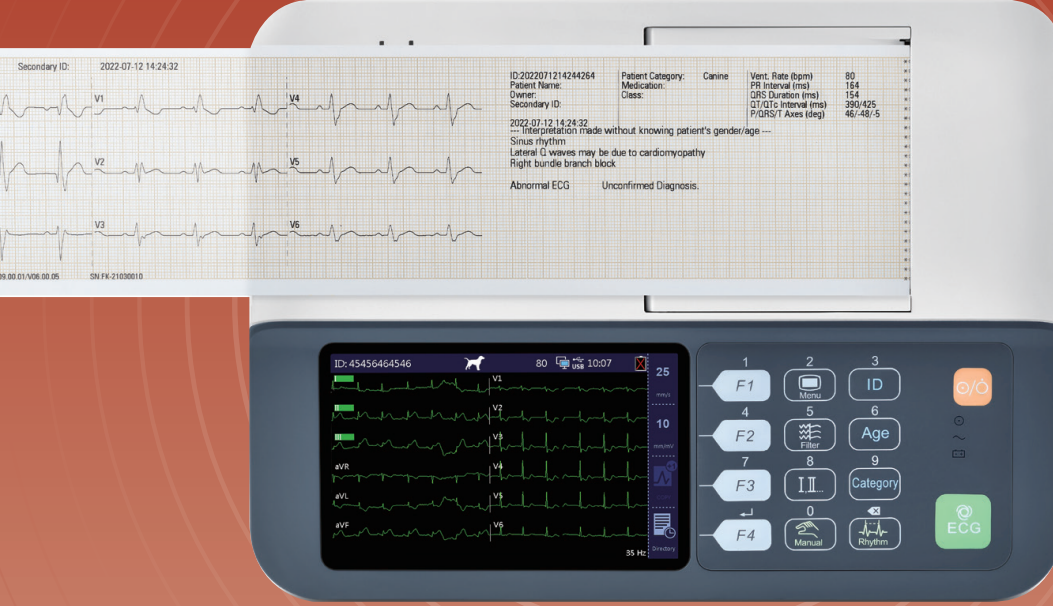 Secondary ID: 2022-07-12 14:24:32
V1 V4
V2 V5
V3 V6
09.00.01/V06.00.05 SN:FK-21030010
ID:2022071214244264 Patient Category: Canine Vent. Rate (bpm) 80
Patient Name: Medication: PR Interval (ms) 164
Owner: Class: QRS Duration (ms) 154
Secondary ID: QT/QTc Interval (ms) 390/425
P/QRS/T Axes (deg) 46/-48/-5
2022-07-12 14:24:32
--- Interpretation made without knowing patient's gender/age ---
Sinus rhythm
Lateral Q waves may be due to cardiomyopathy
Right bundle branch block
Abnormal ECG Unconfirmed Diagnosis.
ID: 45456464546 80 USB 10:07
I V1
II V2
III V3
aVR V4
aVL V5
aVF V6
25
mm/s
10
mm/mV
Directory
35 Hz
1 2 3
F1 Menu ID
4 5 6
F2 Filter Age
7 8 9
F3 I,II... Category
0
F4 Manual Rhythm
ECG